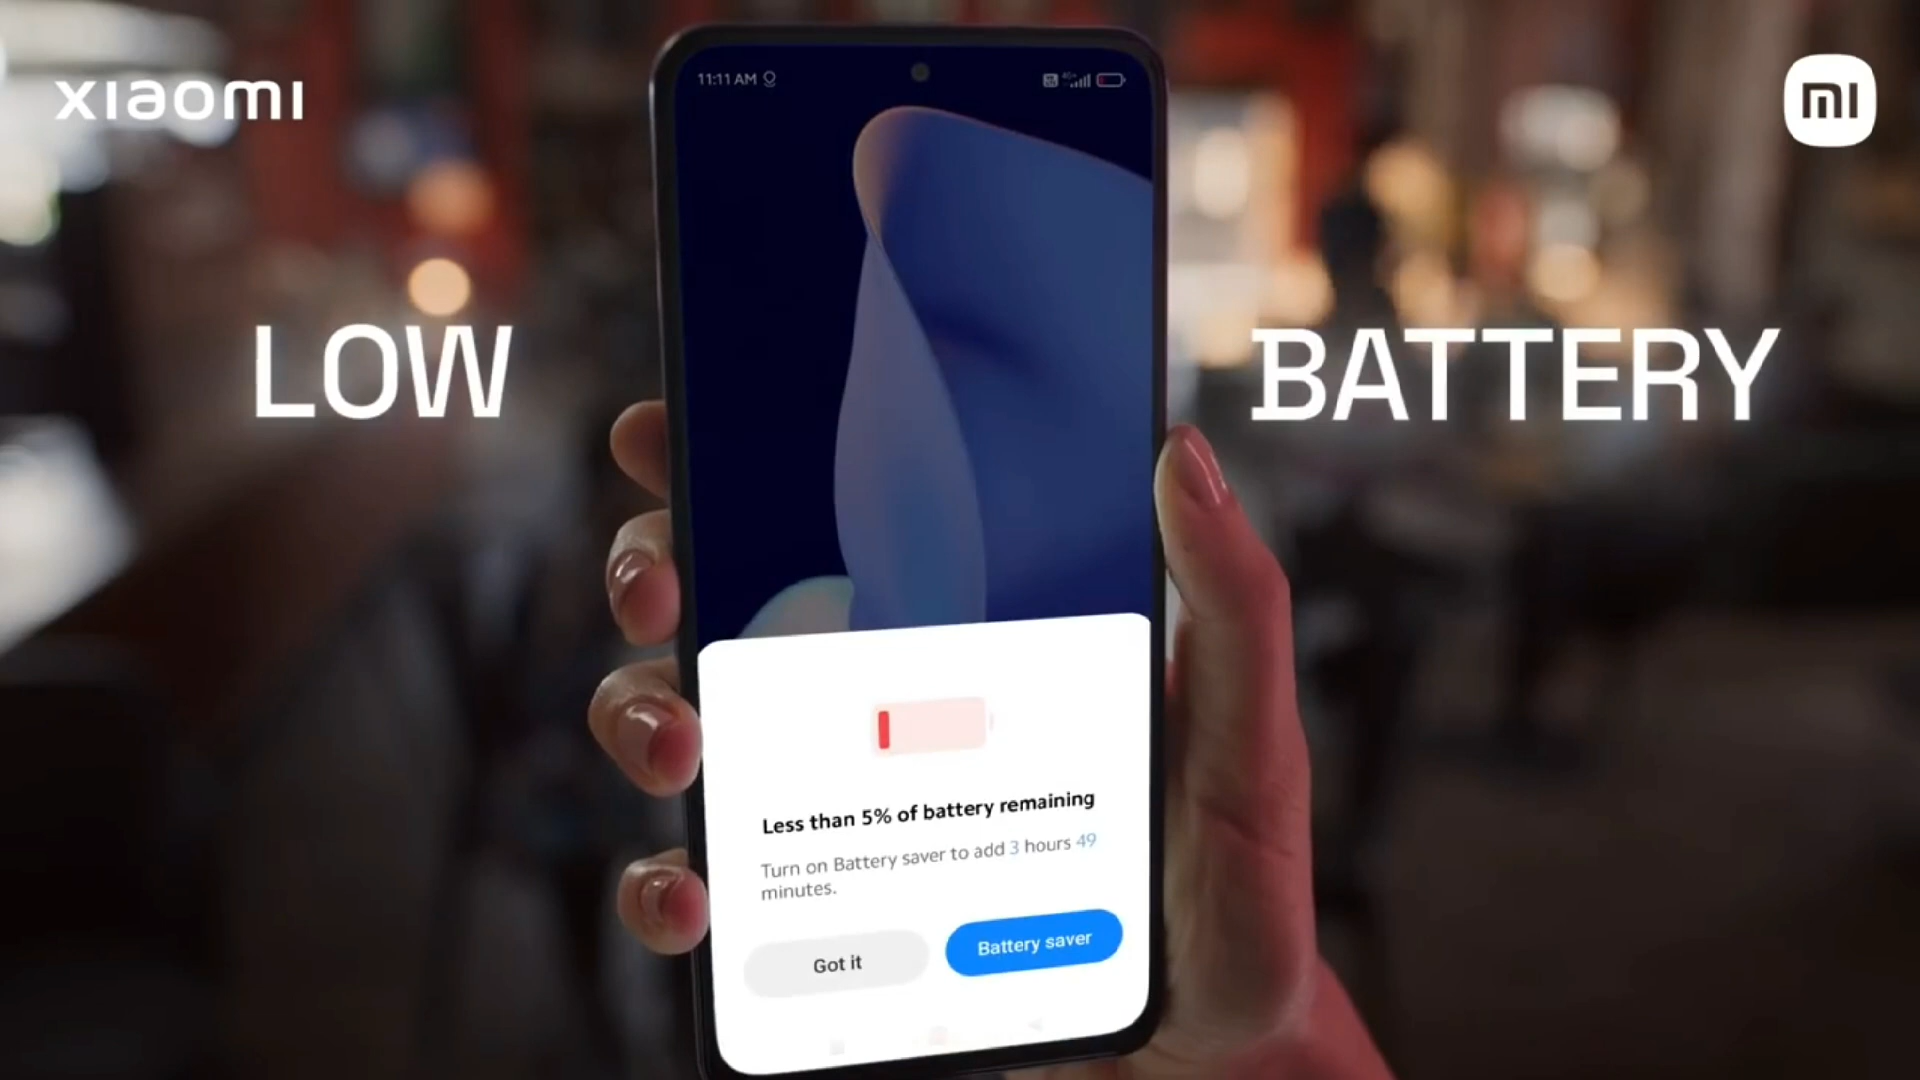 xiaomi
mi
11:11 AM
LOW
BATTERY
Less than 5% of battery remaining
Turn on Battery saver to add 3 hours 49
minutes.
Got it
Battery saver